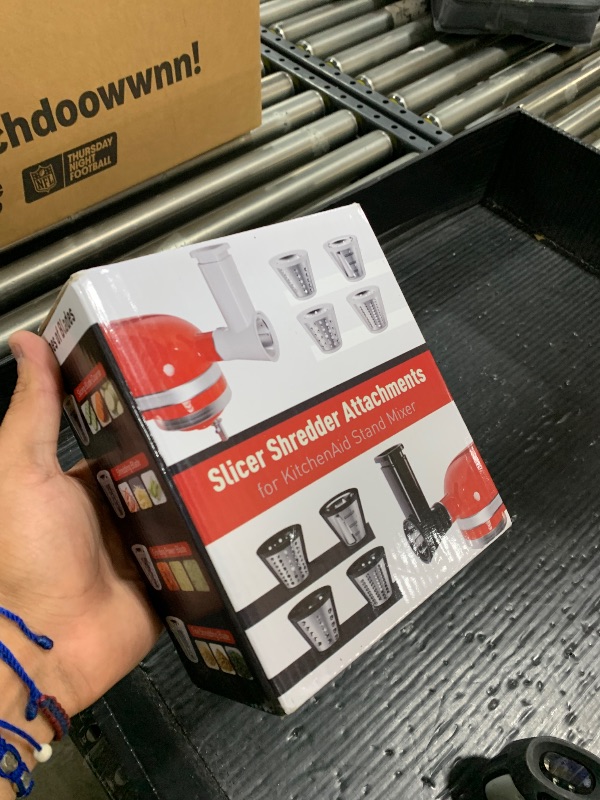 chdoowwnn!
NFL
THURSDAY
NIGHT
FOOTBALL
Slicer Shredder Attachments
for KitchenAid Stand Mixer